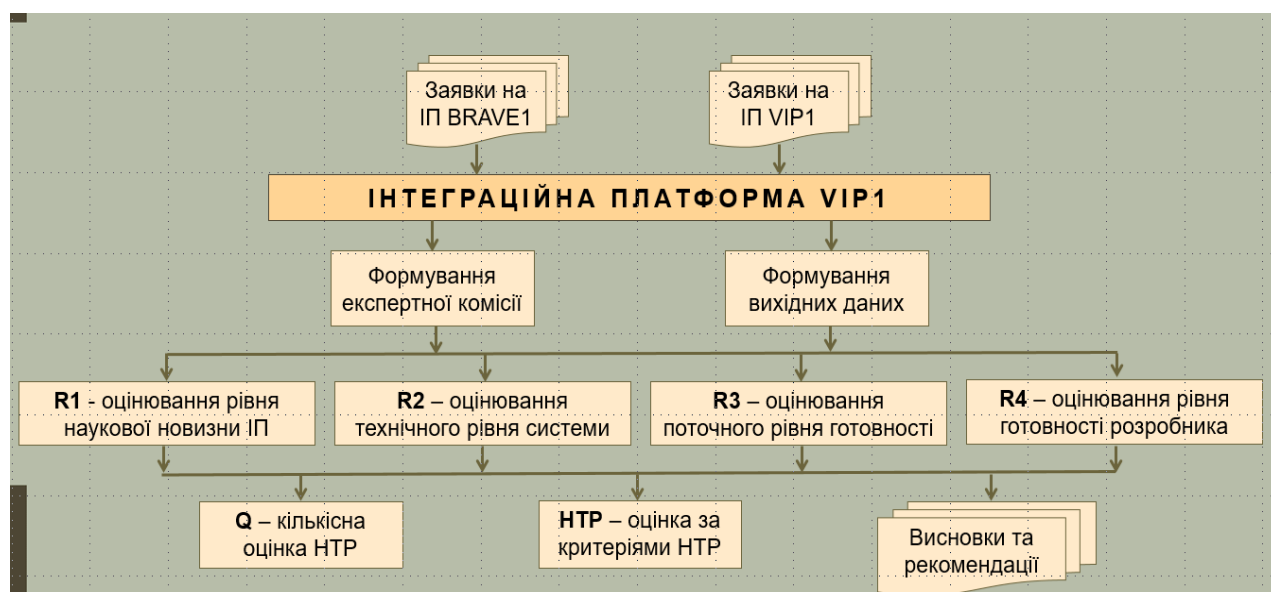 Заявки на
ІП BRAVE1
Заявки на
ІП VIP1
ІНТЕГРАЦІЙНА ПЛАТФОРМА VIP1
Формування
експертної комісії
Формування
вихідних даних
R1 - оцінювання рівня
наукової новизни ІП
R2 – оцінювання
технічного рівня системи
R3 – оцінювання
поточного рівня готовності
R4 – оцінювання рівня
готовності розробника
Q – кількісна
оцінка НТР
НТР – оцінка за
критеріями НТР
Висновки та
рекомендації